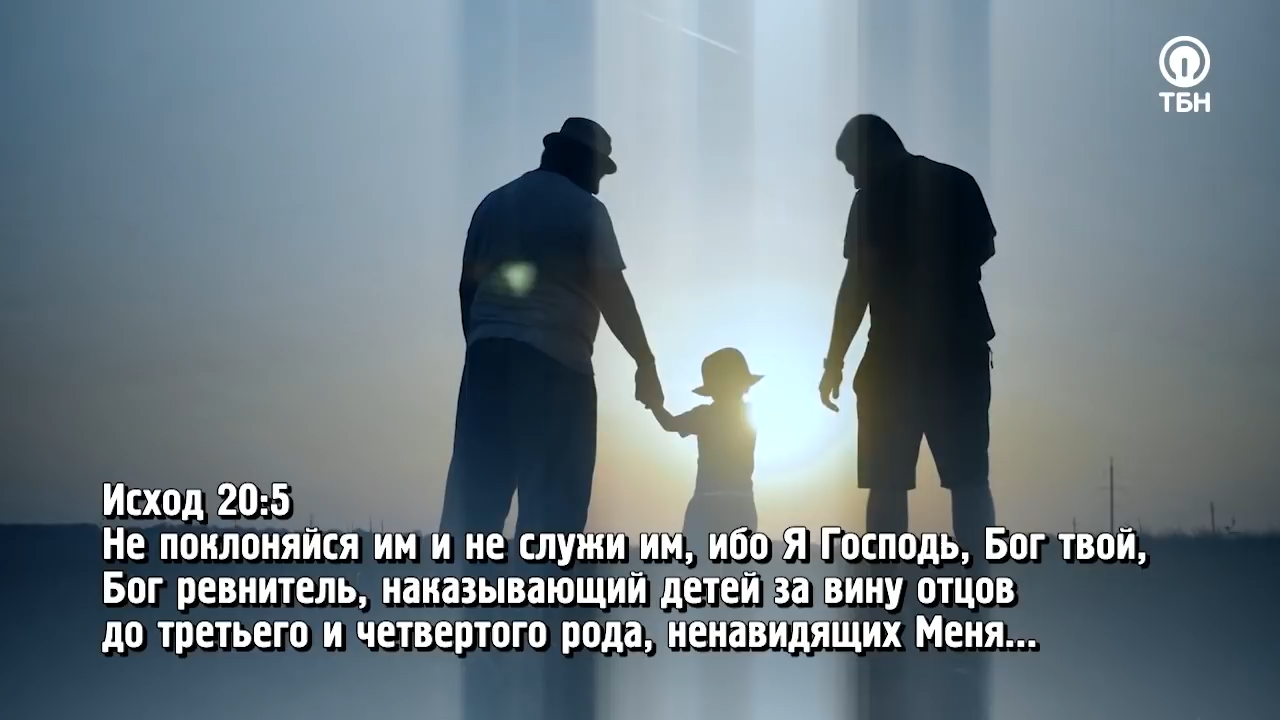 ТБН
Исход 20:5
Не поклоняйся им и не служи им, ибо Я Господь, Бог твой,
Бог ревнитель, наказывающий детей за вину отцов
до третьего и четвертого рода, ненавидящих Меня...